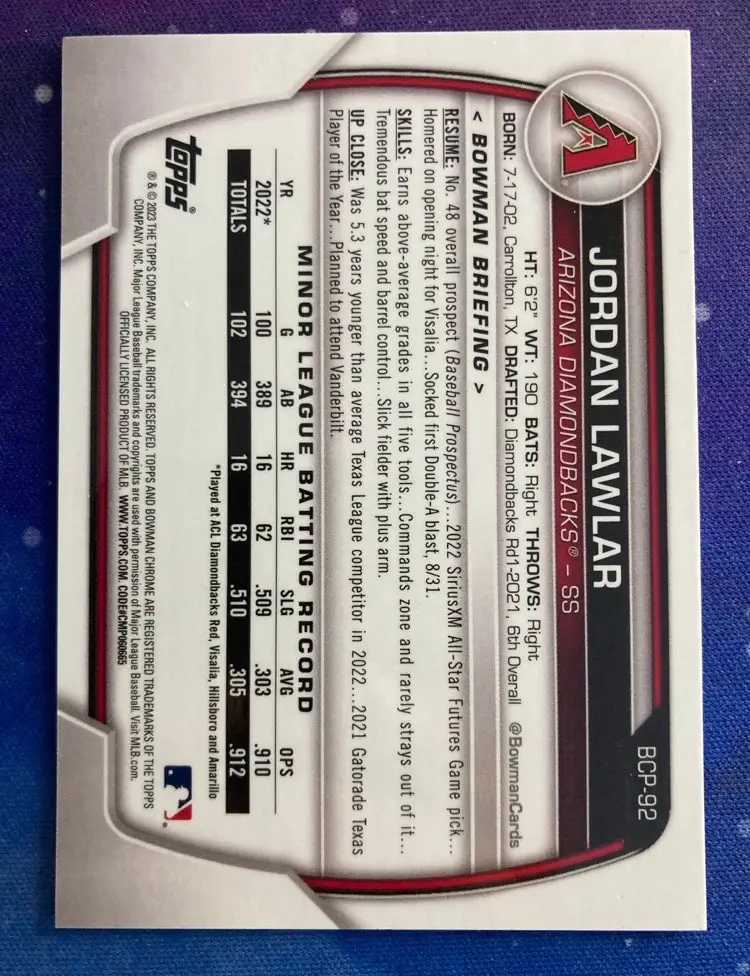 BCP-92
JORDAN LAWLAR
ARIZONA DIAMONDBACKS® – SS
HT: 6'2" WT: 190 BATS: Right THROWS: Right
BORN: 7-17-02, Carrollton, TX DRAFTED: Diamondbacks Rd1-2021, 6th Overall @BowmanCards
< BOWMAN BRIEFING >
RESUME: No. 48 overall prospect (Baseball Prospectus)...2022 SiriusXM All-Star Futures Game pick...
Homered on opening night for Visalia...Socked first Double-A blast, 8/31.
SKILLS: Earns above-average grades in all five tools...Commands zone and rarely strays out of it...
Tremendous bat speed and barrel control...Slick fielder with plus arm.
UP CLOSE: Was 5.3 years younger than average Texas League competitor in 2022...2021 Gatorade Texas
Player of the Year...Planned to attend Vanderbilt.
MINOR LEAGUE BATTING RECORD
YR G AB HR RBI SLG AVG OPS
2022* 100 389 16 62 .509 .303 .910
TOTALS 102 394 16 63 .510 .305 .912
*Played at ACL Diamondbacks Red, Visalia, Hillsboro and Amarillo
topps®
® & © 2023 THE TOPPS COMPANY, INC. ALL RIGHTS RESERVED. TOPPS AND BOWMAN CHROME ARE REGISTERED TRADEMARKS OF THE TOPPS
COMPANY, INC. Major League Baseball trademarks and copyrights are used with permission of Major League Baseball. Visit MLB.com.
OFFICIALLY LICENSED PRODUCT OF MLB. WWW.TOPPS.COM. CODE#CMP060665